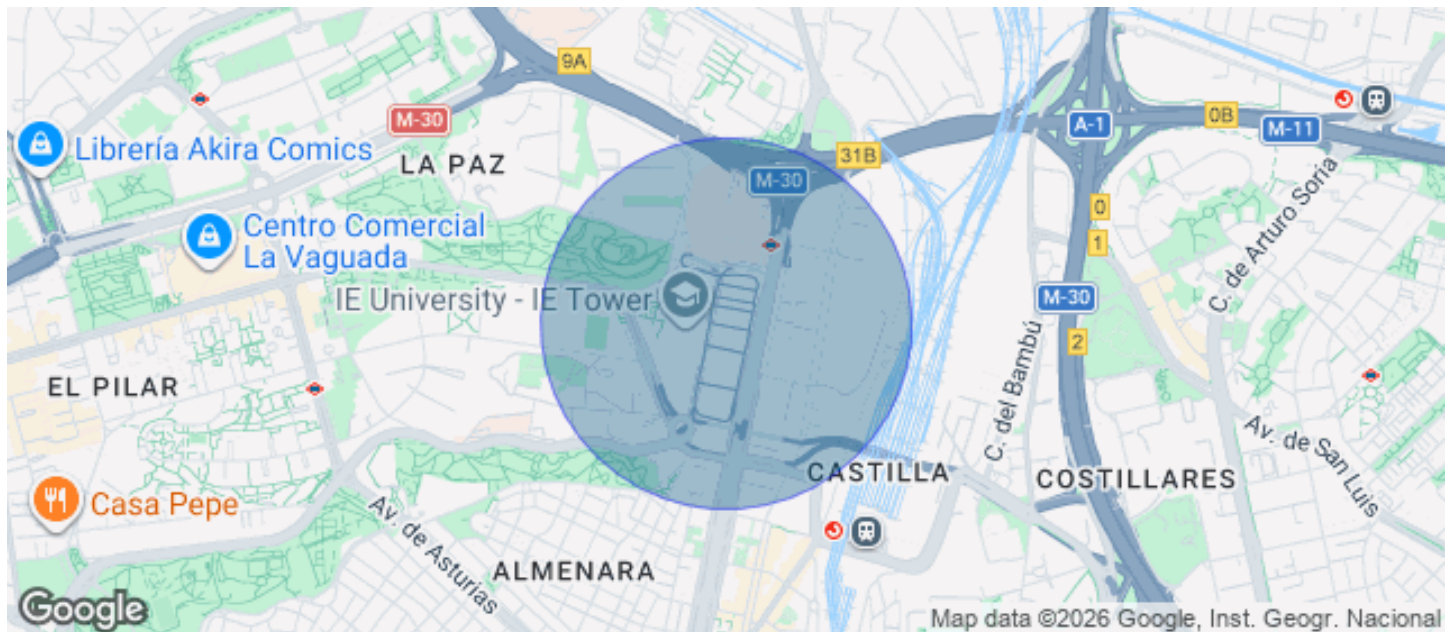 9A
M-30
Librería Akira Comics
LA PAZ
31B
A-1
0B
M-11
M-30
Centro Comercial
La Vaguada
0
1
C. de Arturo Soria
IE University - IE Tower
M-30
2
EL PILAR
C. del Bambú
Av. de San Luis
CASTILLA
COSTILLARES
Casa Pepe
Av. de Asturias
ALMENARA
Google
Map data ©2026 Google, Inst. Geogr. Nacional